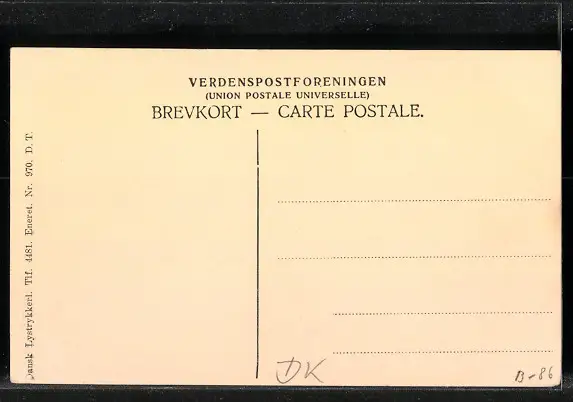 VERDENSPOSTFORENINGEN
(UNION POSTALE UNIVERSELLE)
BREVKORT — CARTE POSTALE.
Dansk Lystrykkeri. Tlf. 4481. Eneret. Nr. 970. D. T.
DK
B-86